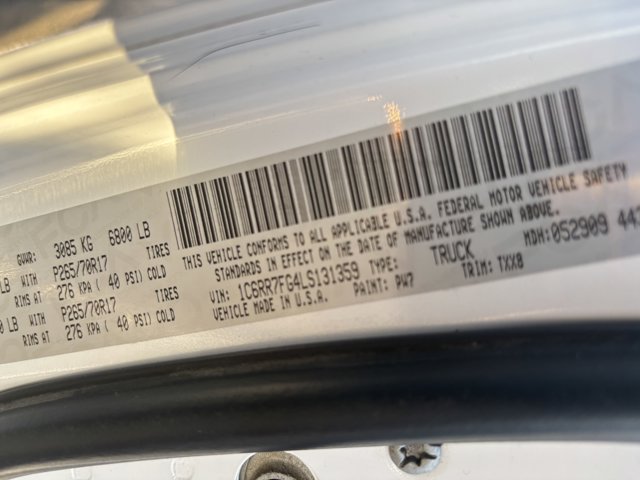 GVWR: 3085 KG 6800 LB
LB WITH P265/70R17 TIRES
RIMS AT 276 KPA ( 40 PSI) COLD
LB WITH P265/70R17 TIRES
RIMS AT 276 KPA ( 40 PSI) COLD
THIS VEHICLE CONFORMS TO ALL APPLICABLE U.S.A. FEDERAL MOTOR VEHICLE SAFETY
STANDARDS IN EFFECT ON THE DATE OF MANUFACTURE SHOWN ABOVE.
VIN: 1C6RR7FG4LS131359 TYPE: TRUCK MDH: 052909 44
PAINT: PW7 TRIM: TXX8